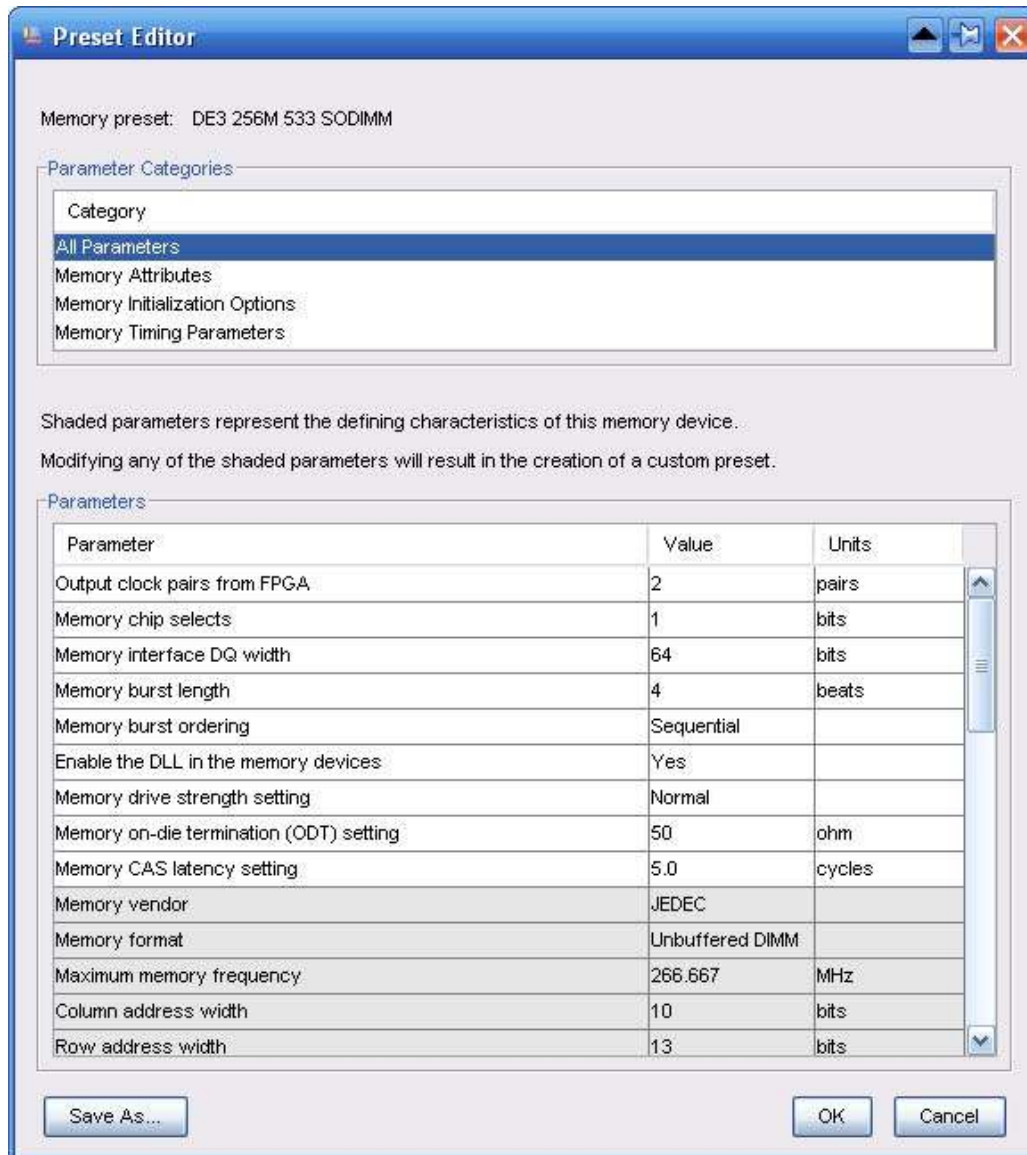 Preset Editor
Memory preset: DE3 256M 533 SODIMM
Parameter Categories
Category
All Parameters
Memory Attributes
Memory Initialization Options
Memory Timing Parameters
Shaded parameters represent the defining characteristics of this memory device.
Modifying any of the shaded parameters will result in the creation of a custom preset.
Parameters
Parameter Value Units
Output clock pairs from FPGA 2 pairs
Memory chip selects 1 bits
Memory interface DQ width 64 bits
Memory burst length 4 beats
Memory burst ordering Sequential
Enable the DLL in the memory devices Yes
Memory drive strength setting Normal
Memory on-die termination (ODT) setting 50 ohm
Memory CAS latency setting 5.0 cycles
Memory vendor JEDEC
Memory format Unbuffered DIMM
Maximum memory frequency 266.667 MHz
Column address width 10 bits
Row address width 13 bits
Save As... OK Cancel